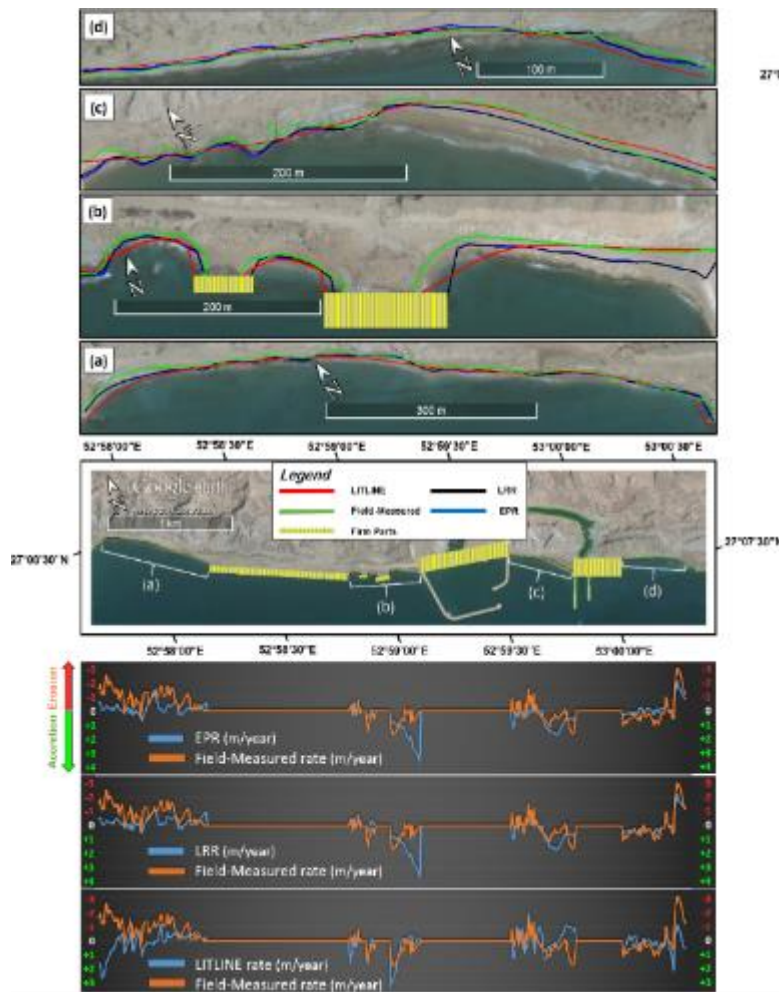 (d)
100 m
27°
(c)
200 m
(b)
200 m
(a)
300 m
52°58'00"E 52°58'30"E 52°59'00"E 52°59'30"E 53°00'00"E 53°00'30"E
Google earth
1 km
Legend
LITLINE LRR
Field-Measured EPR
Firm Parts
27°00'30" N
27°07'30" N
(a) (b) (c) (d)
52°58'00"E 52°58'30"E 52°59'00"E 52°59'30"E 53°00'00"E
Accretion Erosion
EPR (m/year)
Field-Measured rate (m/year)
LRR (m/year)
Field-Measured rate (m/year)
LITLINE rate (m/year)
Field-Measured rate (m/year)